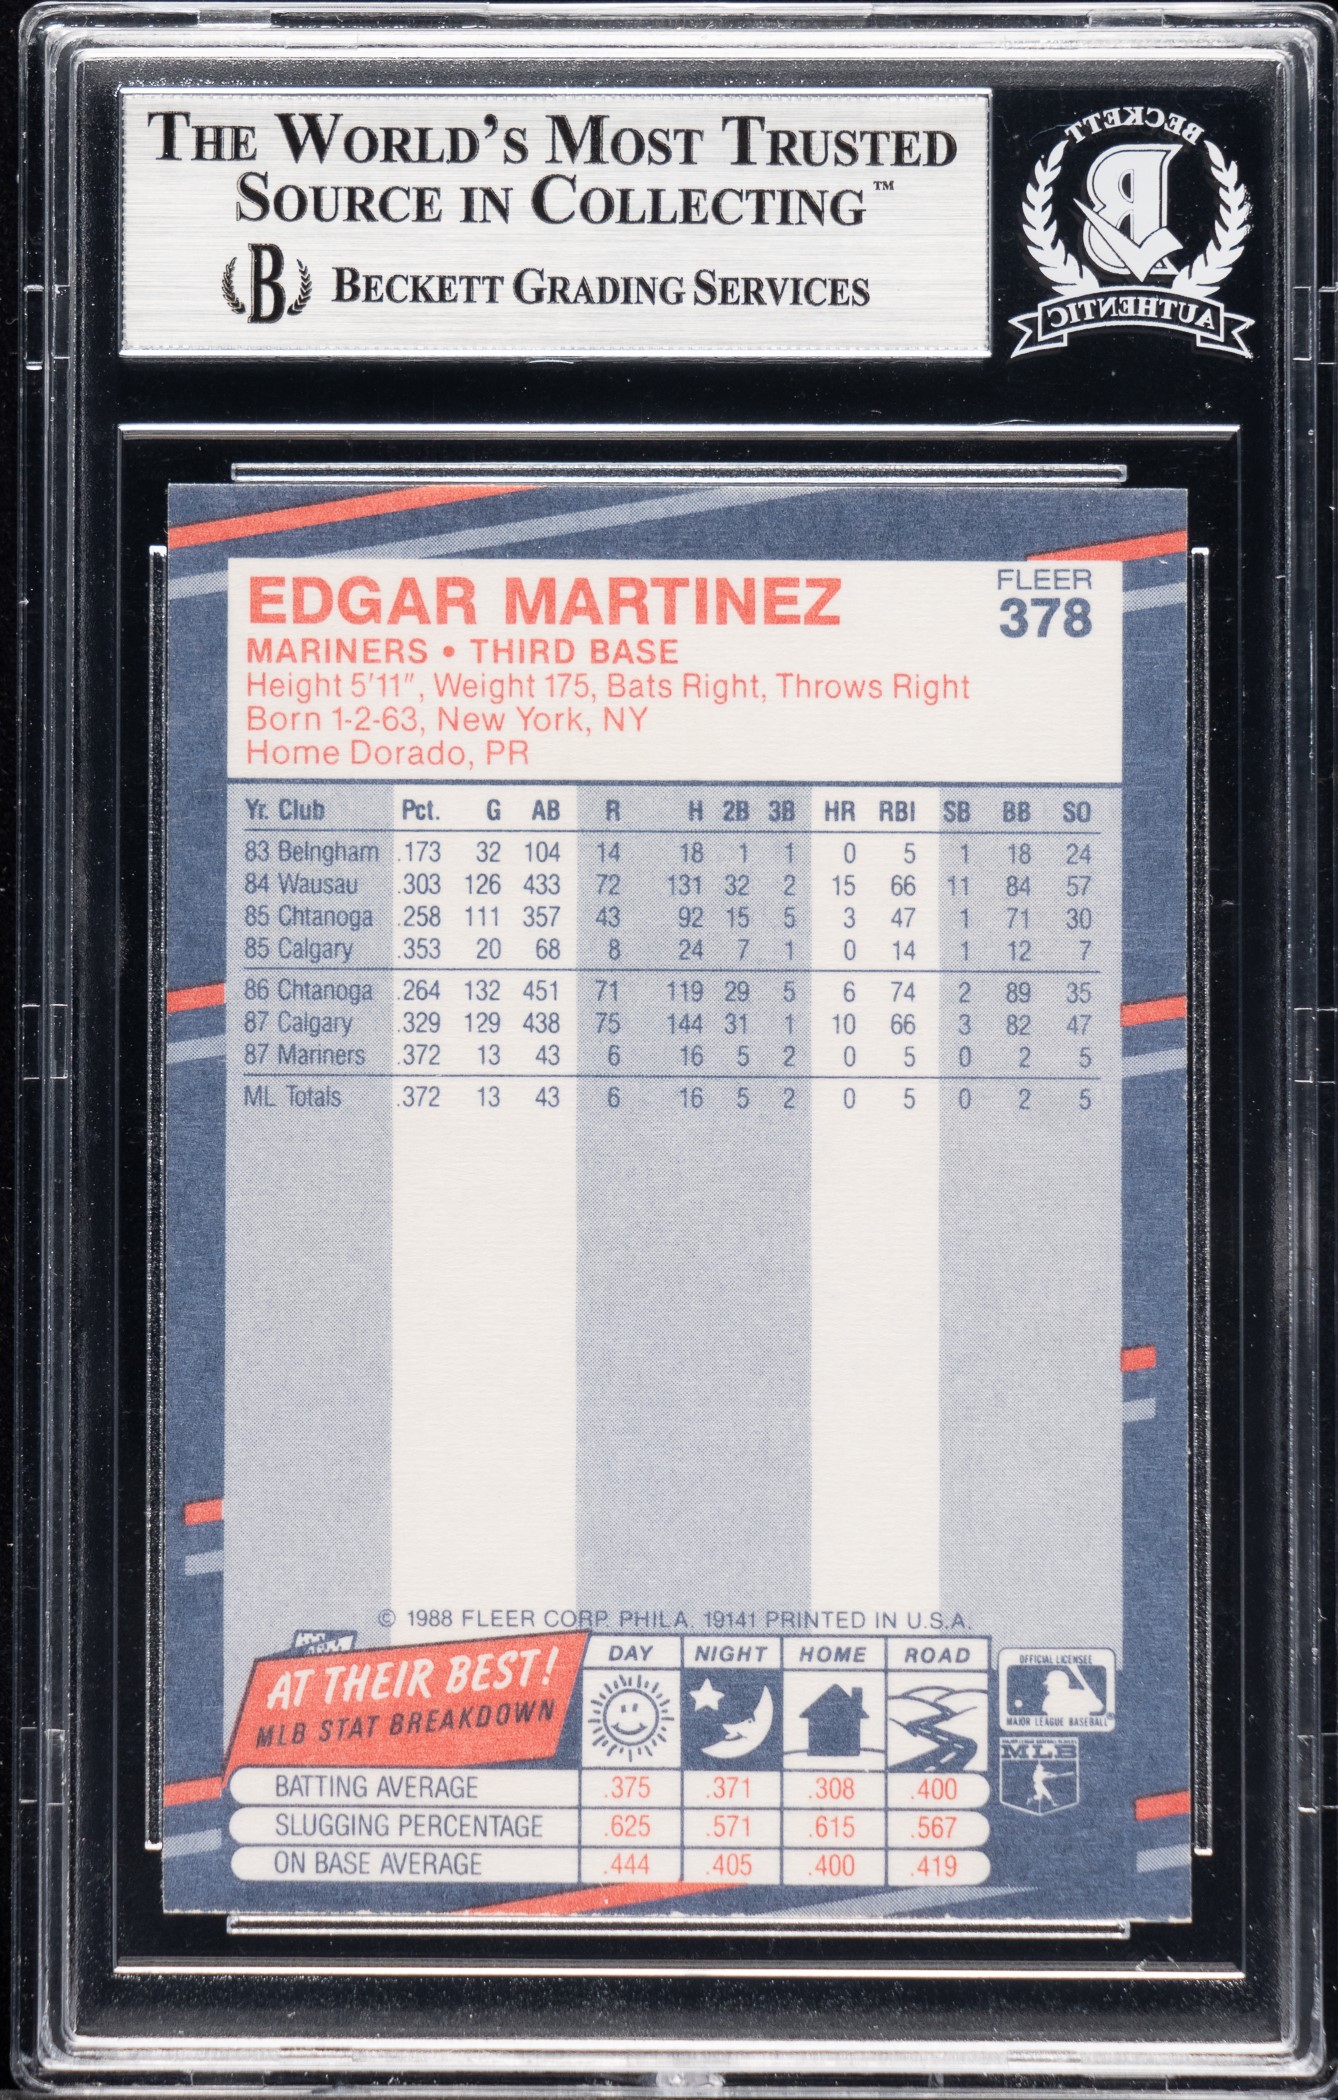 THE WORLD'S MOST TRUSTED
SOURCE IN COLLECTING™
B BECKETT GRADING SERVICES
BECKETT
B
AUTHENTIC
EDGAR MARTINEZ
FLEER
378
MARINERS • THIRD BASE
Height 5'11", Weight 175, Bats Right, Throws Right
Born 1-2-63, New York, NY
Home Dorado, PR
Yr. Club Pct. G AB R H 2B 3B HR RBI SB BB SO
83 Belngham .173 32 104 14 18 1 1 0 5 1 18 24
84 Wausau .303 126 433 72 131 32 2 15 66 11 84 57
85 Chtanoga .258 111 357 43 92 15 5 3 47 1 71 30
85 Calgary .353 20 68 8 24 7 1 0 14 1 12 7
86 Chtanoga .264 132 451 71 119 29 5 6 74 2 89 35
87 Calgary .329 129 438 75 144 31 1 10 66 3 82 47
87 Mariners .372 13 43 6 16 5 2 0 5 0 2 5
ML Totals .372 13 43 6 16 5 2 0 5 0 2 5
© 1988 FLEER CORP. PHILA. 19141 PRINTED IN U.S.A.
AT THEIR BEST!
MLB STAT BREAKDOWN
DAY NIGHT HOME ROAD
BATTING AVERAGE .375 .371 .308 .400
SLUGGING PERCENTAGE .625 .571 .615 .567
ON BASE AVERAGE .444 .405 .400 .419
OFFICIAL LICENSEE
MAJOR LEAGUE BASEBALL®
MLB